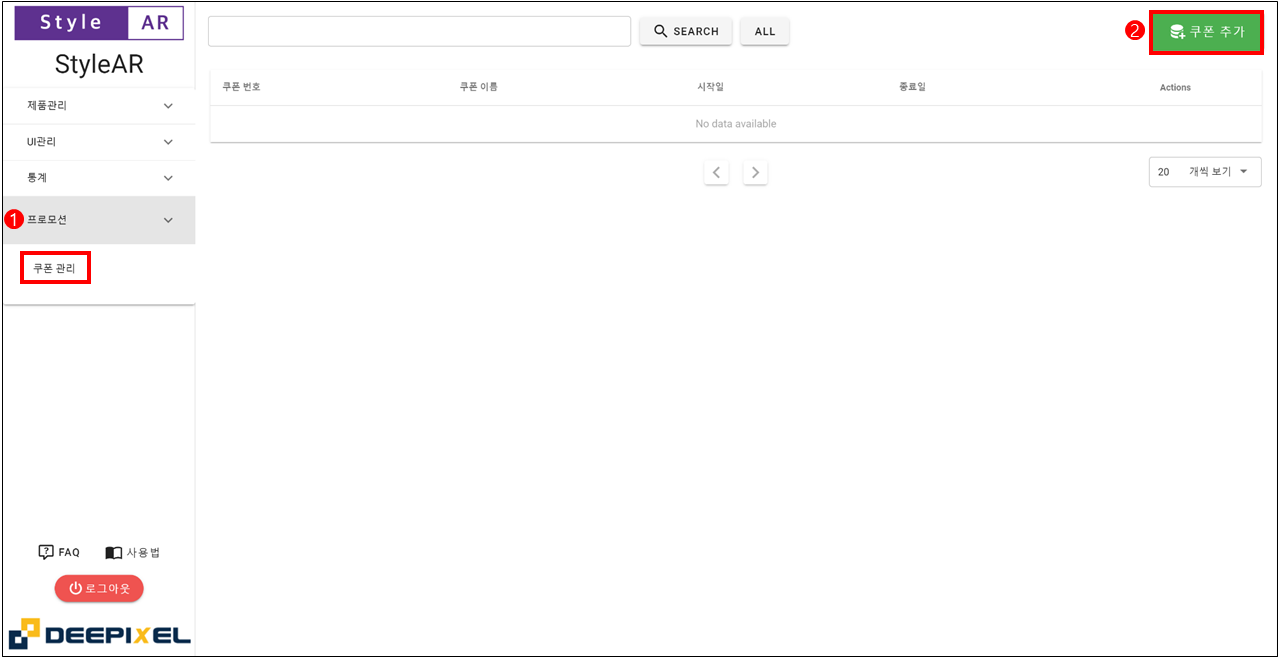 Style AR
StyleAR
제품관리
UI관리
통계
1 프로모션
쿠폰 관리
FAQ 사용법
로그아웃
DEEPIXEL
SEARCH ALL
2 쿠폰 추가
쿠폰 번호 쿠폰 이름 시작일 종료일 Actions
No data available
20 개씩 보기